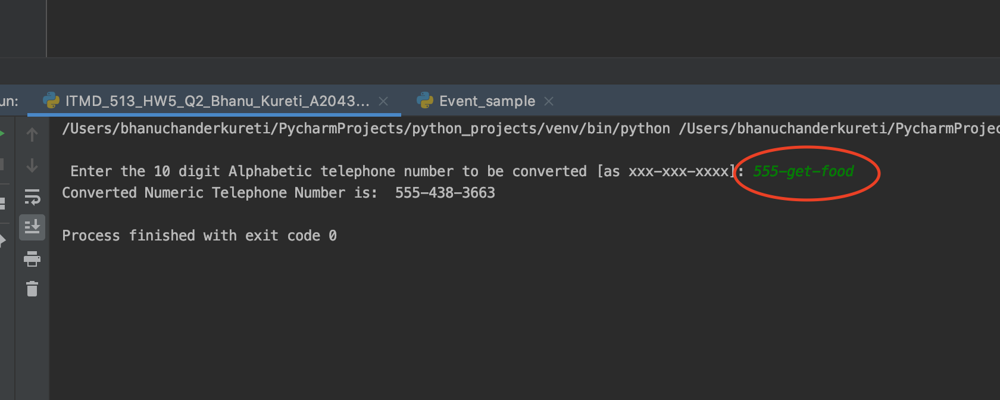 un: ITMD_513_HW5_Q2_Bhanu_Kureti_A2043... Event_sample
/Users/bhanuchanderkureti/PycharmProjects/python_projects/venv/bin/python /Users/bhanuchanderkureti/PycharmProjec
Enter the 10 digit Alphabetic telephone number to be converted [as xxx-xxx-xxxx]: 555-get-food
Converted Numeric Telephone Number is:  555-438-3663
Process finished with exit code 0